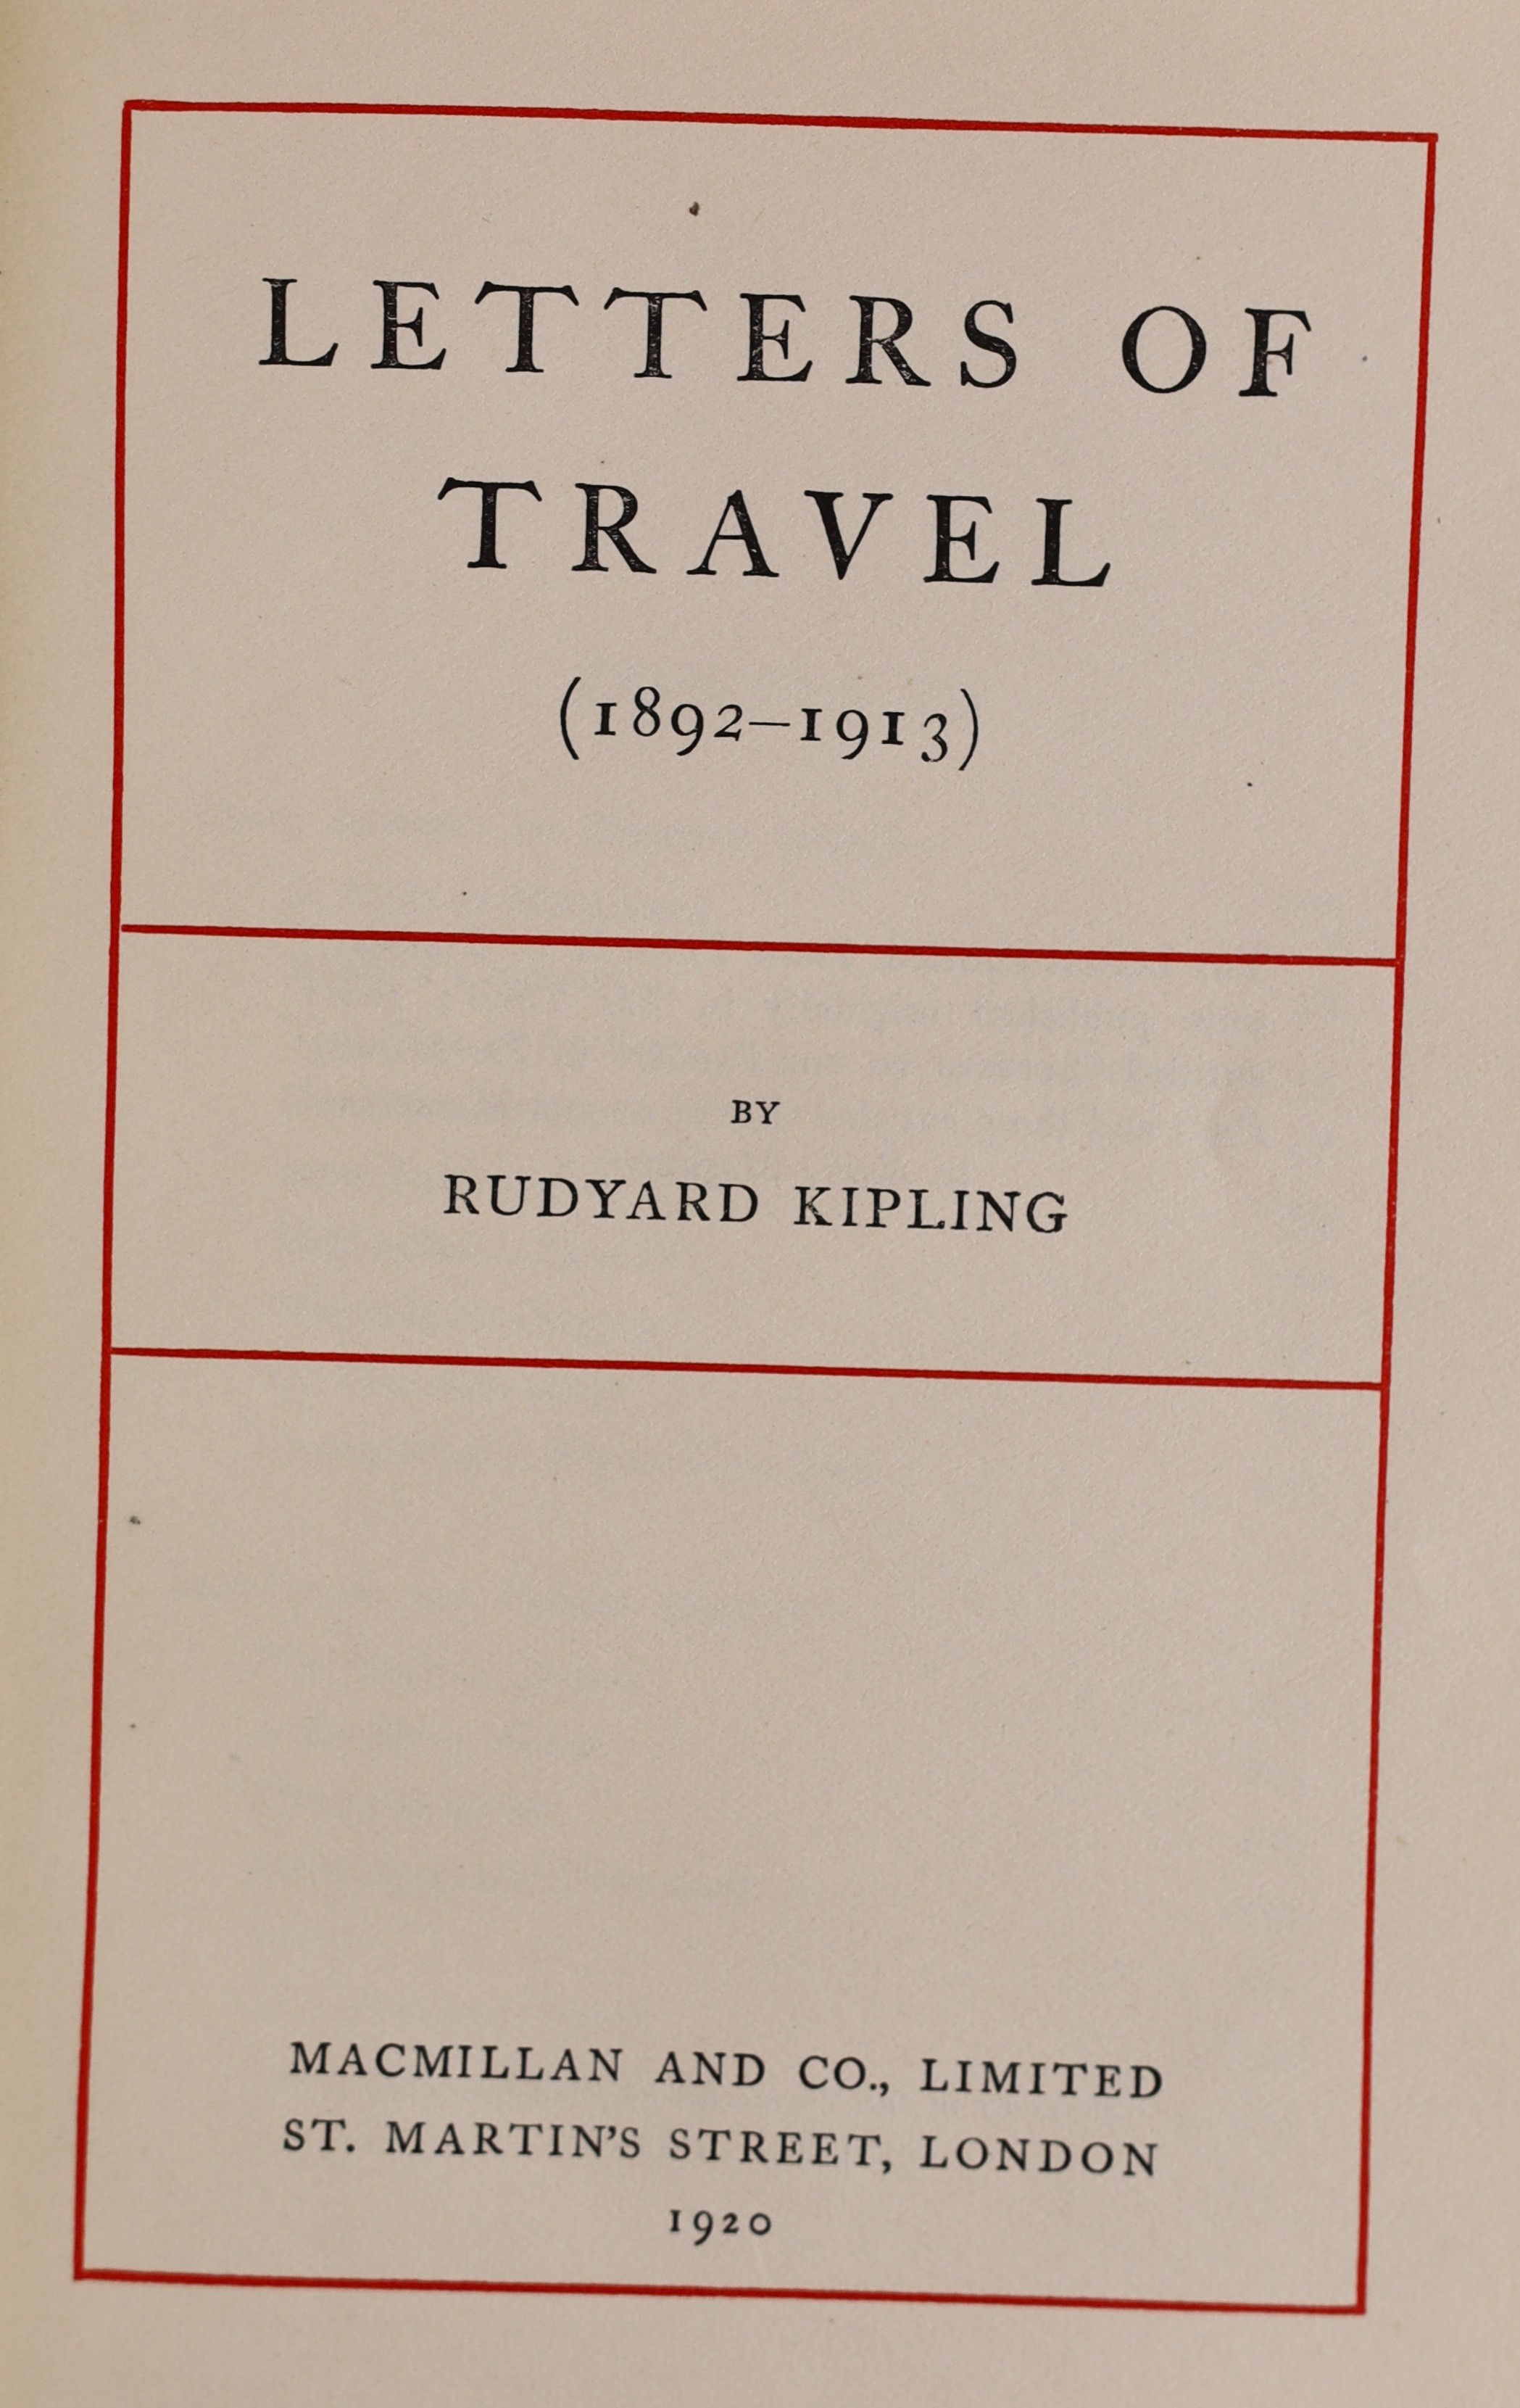 LETTERS OF
TRAVEL
(1892–1913)
BY
RUDYARD KIPLING
MACMILLAN AND CO., LIMITED
ST. MARTIN'S STREET, LONDON
1920